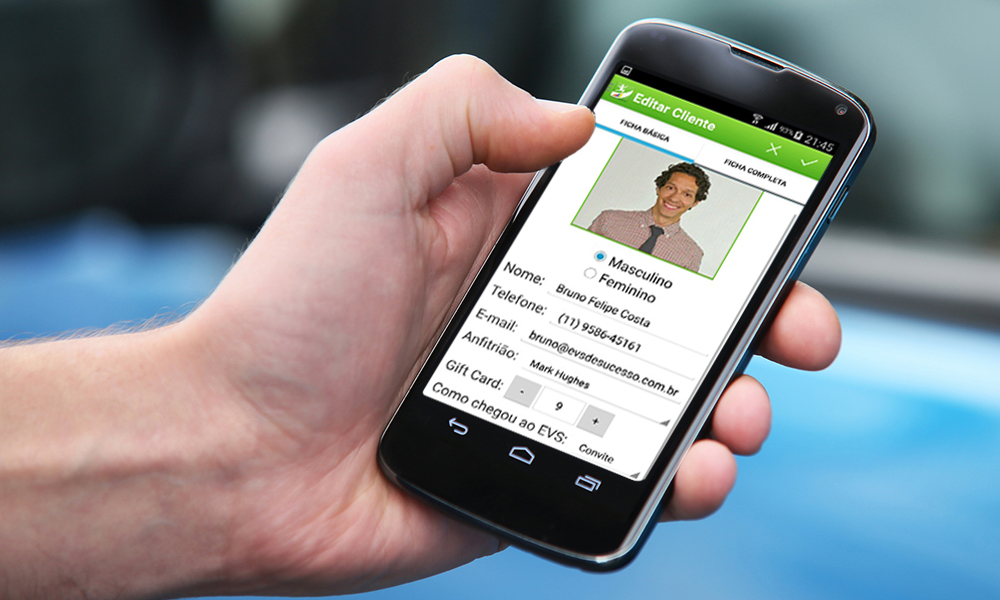 93% 21:45
Editar Cliente
FICHA BÁSICA
FICHA COMPLETA
Masculino
Feminino
Nome: Bruno Felipe Costa
Telefone: (11) 9586-45161
E-mail: bruno@evsdesucesso.com.br
Anfitrião: Mark Hughes
Gift Card: - 9 +
Como chegou ao EVS: Convite